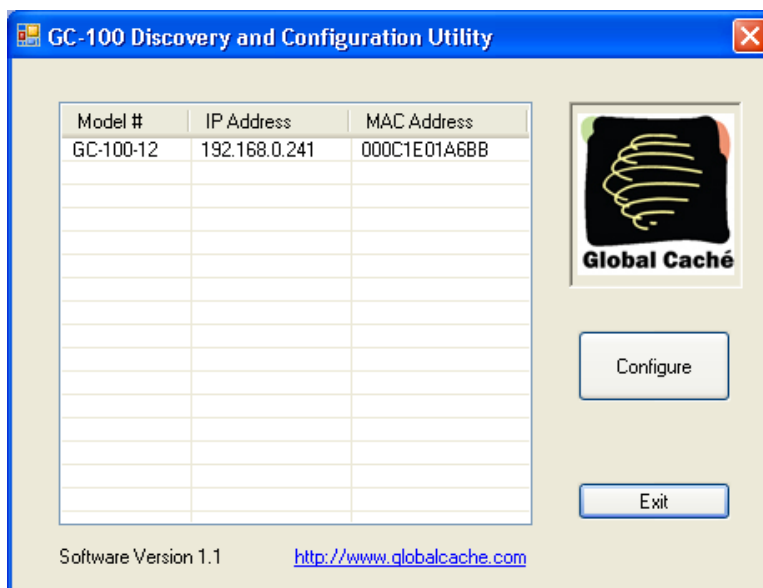 GC-100 Discovery and Configuration Utility
Model # IP Address MAC Address
GC-100-12 192.168.0.241 000C1E01A6BB
Global Caché
Configure
Exit
Software Version 1.1 http://www.globalcache.com